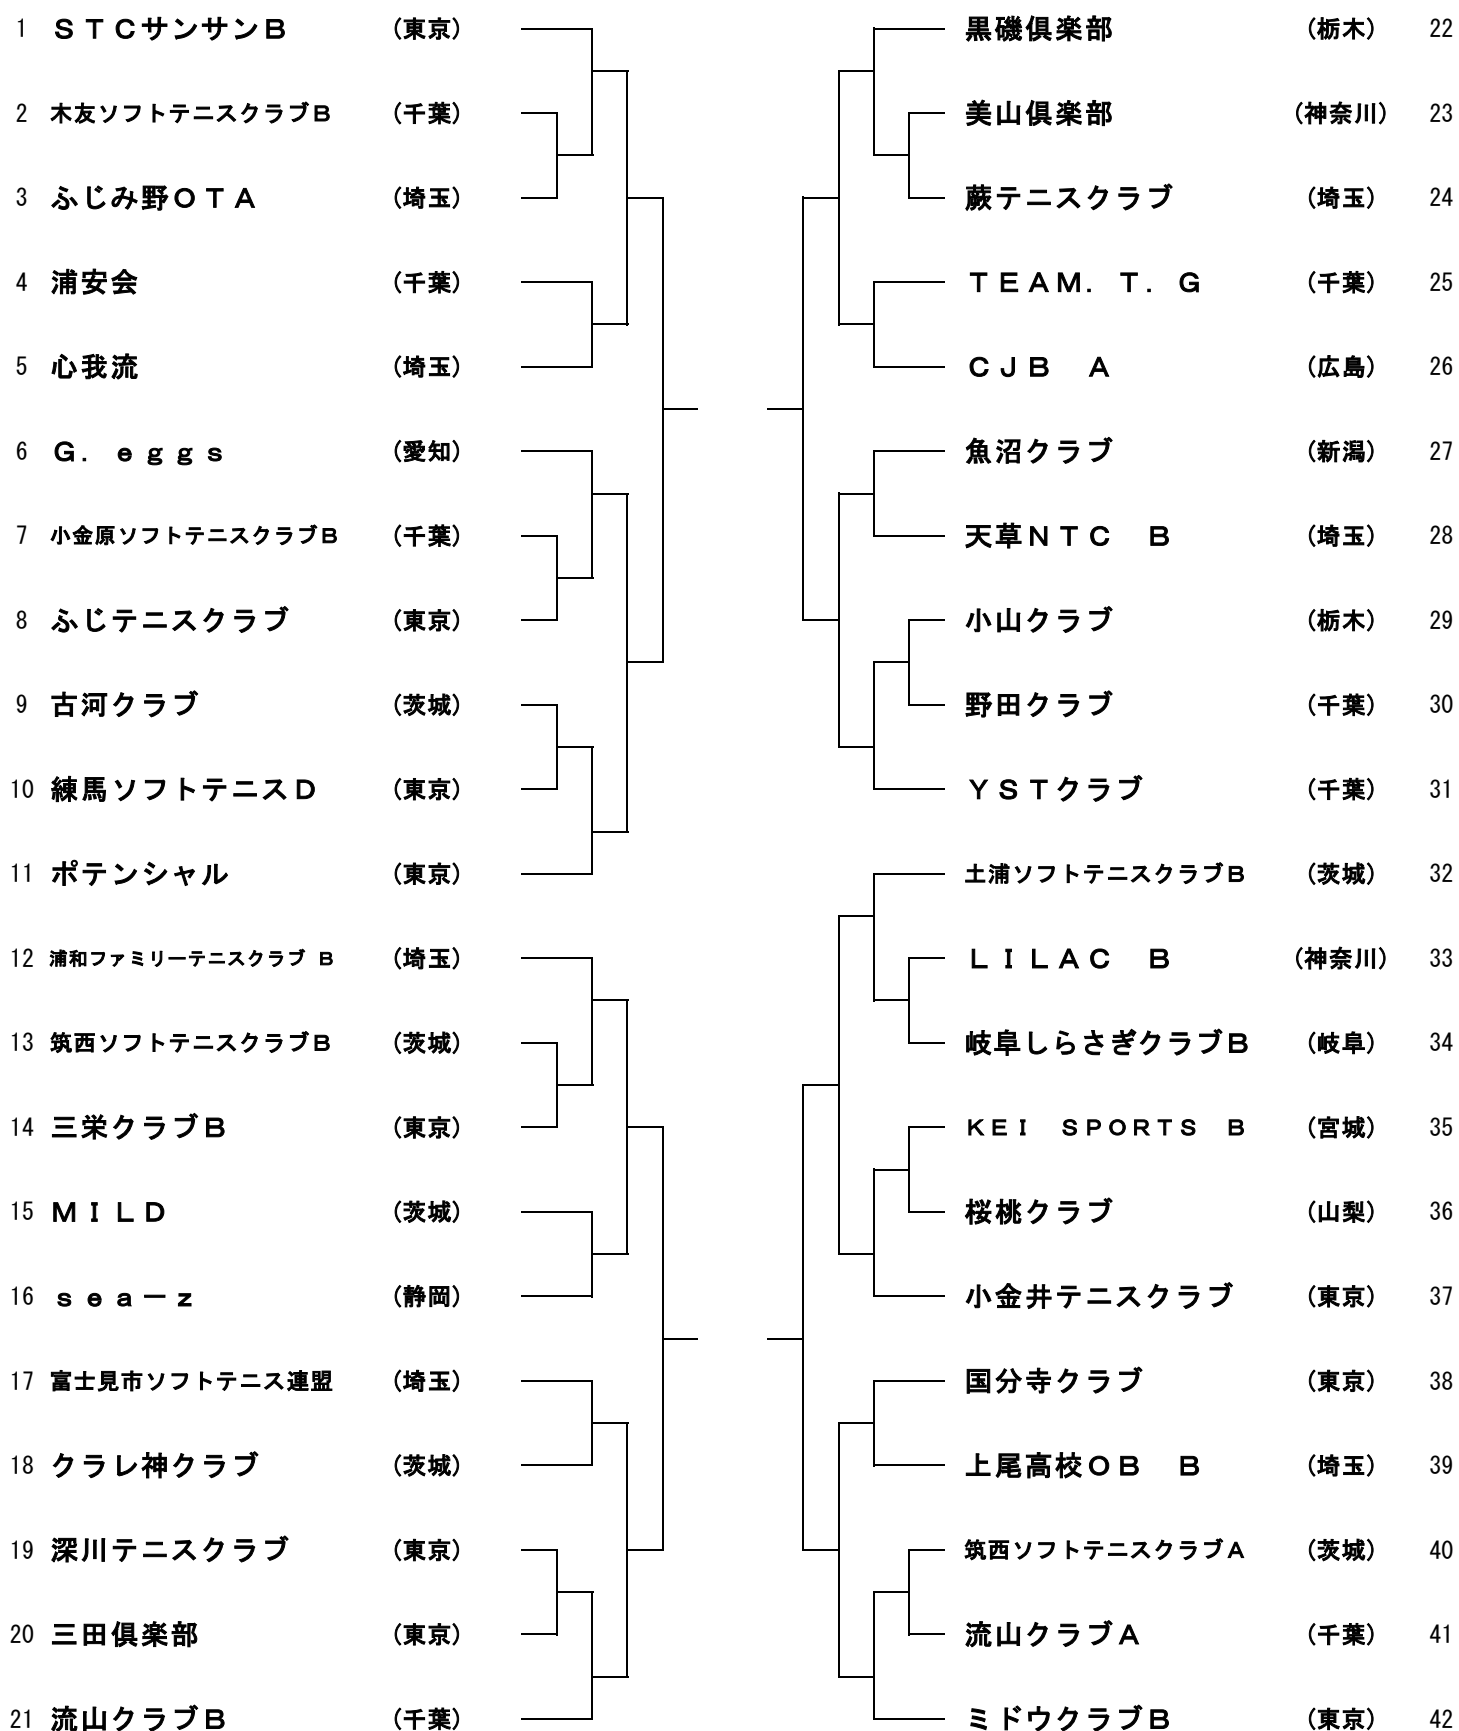 1 ＳＴＣサンサンＢ (東京)
2 木友ソフトテニスクラブＢ (千葉)
3 ふじみ野ＯＴＡ (埼玉)
4 浦安会 (千葉)
5 心我流 (埼玉)
6 Ｇ．ｅｇｇｓ (愛知)
7 小金原ソフトテニスクラブＢ (千葉)
8 ふじテニスクラブ (東京)
9 古河クラブ (茨城)
10 練馬ソフトテニスＤ (東京)
11 ポテンシャル (東京)
12 浦和ファミリーテニスクラブ Ｂ (埼玉)
13 筑西ソフトテニスクラブＢ (茨城)
14 三栄クラブＢ (東京)
15 ＭＩＬＤ (茨城)
16 ｓｅａーｚ (静岡)
17 富士見市ソフトテニス連盟 (埼玉)
18 クラレ神クラブ (茨城)
19 深川テニスクラブ (東京)
20 三田倶楽部 (東京)
21 流山クラブＢ (千葉)
黒磯倶楽部 (栃木) 22
美山倶楽部 (神奈川) 23
蕨テニスクラブ (埼玉) 24
ＴＥＡＭ．Ｔ．Ｇ (千葉) 25
ＣＪＢ　Ａ (広島) 26
魚沼クラブ (新潟) 27
天草ＮＴＣ　Ｂ (埼玉) 28
小山クラブ (栃木) 29
野田クラブ (千葉) 30
ＹＳＴクラブ (千葉) 31
土浦ソフトテニスクラブＢ (茨城) 32
ＬＩＬＡＣ　Ｂ (神奈川) 33
岐阜しらさぎクラブＢ (岐阜) 34
ＫＥＩ　ＳＰＯＲＴＳ　Ｂ (宮城) 35
桜桃クラブ (山梨) 36
小金井テニスクラブ (東京) 37
国分寺クラブ (東京) 38
上尾高校ＯＢ　Ｂ (埼玉) 39
筑西ソフトテニスクラブＡ (茨城) 40
流山クラブＡ (千葉) 41
ミドウクラブＢ (東京) 42